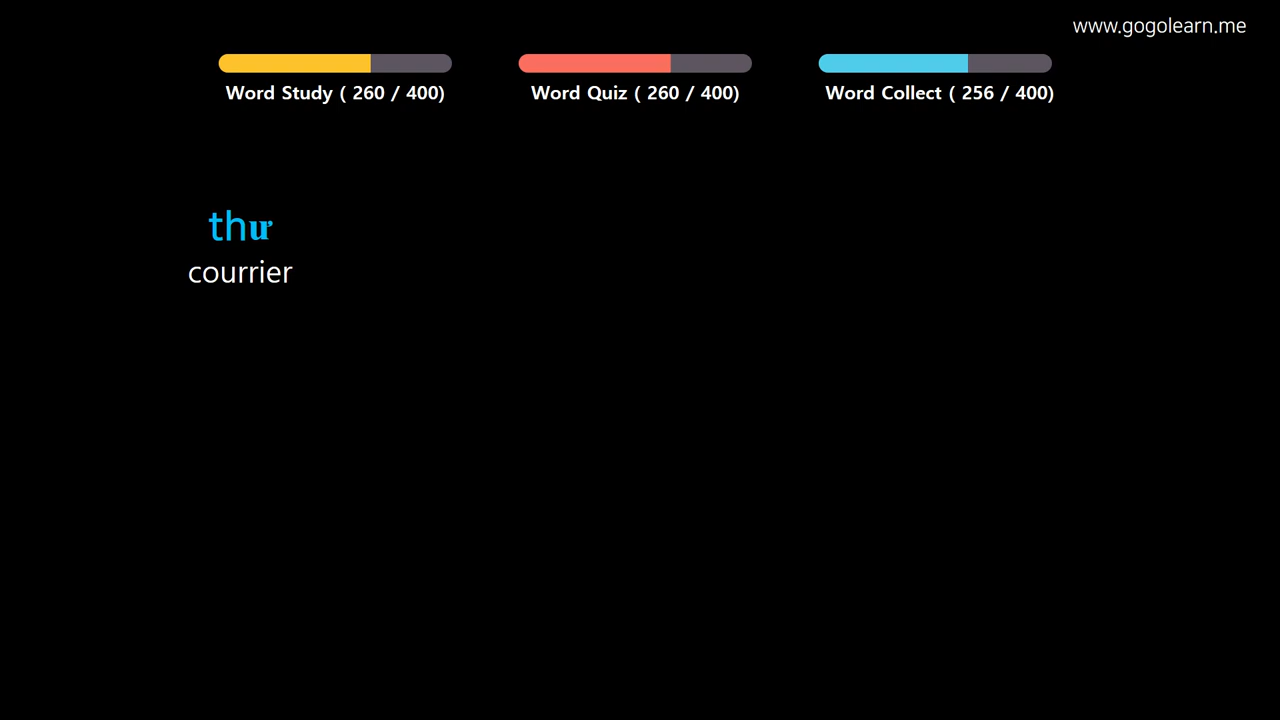 www.gogolearn.me
Word Study ( 260 / 400)
Word Quiz ( 260 / 400)
Word Collect ( 256 / 400)
thư
courrier